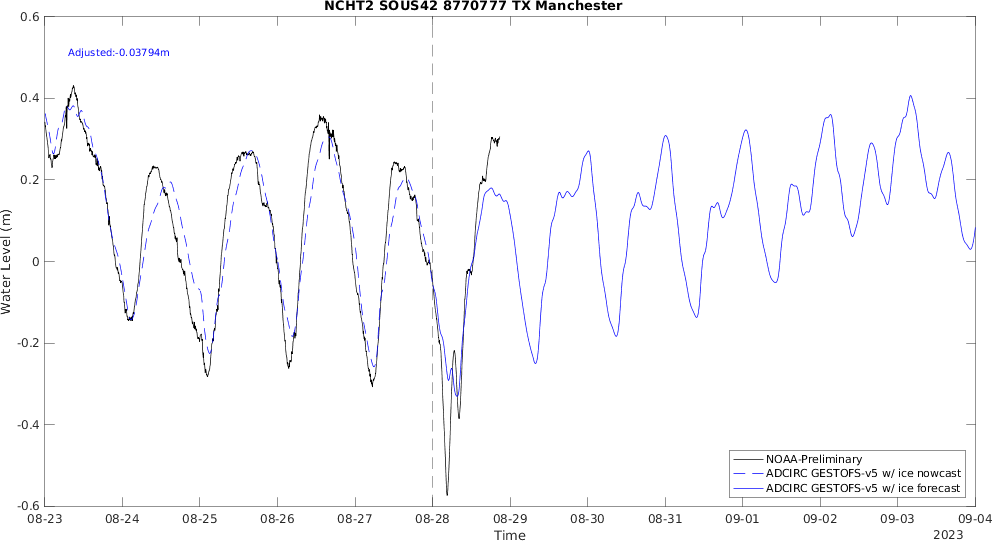 NCHT2 SOUS42 8770777 TX Manchester
Adjusted:-0.03794m
Water Level (m)
0.6
0.4
0.2
0
-0.2
-0.4
-0.6
NOAA-Preliminary
ADCIRC GESTOFS-v5 w/ ice nowcast
ADCIRC GESTOFS-v5 w/ ice forecast
08-23 08-24 08-25 08-26 08-27 08-28 08-29 08-30 08-31 09-01 09-02 09-03 09-04
Time
2023